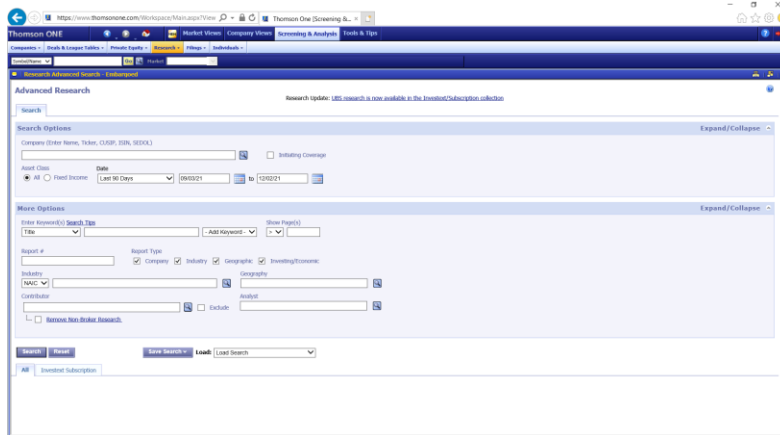 https://www.thomsonone.com/Workspace/Main.aspx?View
Thomson ONE [Screening &...
Thomson ONE
Market Views Company Views Screening & Analysis Tools & Tips
Companies Deals & League Tables Private Equity Research Filings Individuals
Symbol/Name Go Market
Research Advanced Search - Embargoed
Advanced Research
Research Update: UBS research is now available in the Investext/Subscription collection
Search
Search Options Expand/Collapse
Company (Enter Name, Ticker, CUSIP, ISIN, SEDOL)
Initiating Coverage
Asset Class Date
All Fixed Income Last 90 Days 09/03/21 to 12/02/21
More Options Expand/Collapse
Enter Keyword(s) Search Tips Show Page(s)
Title - Add Keyword - >
Report # Report Type
Company Industry Geographic Investing/Economic
Industry Geography
NAIC
Contributor Analyst
Exclude
Remove Non-Broker Research
Search Reset Save Search Load: Load Search
All Investext Subscription